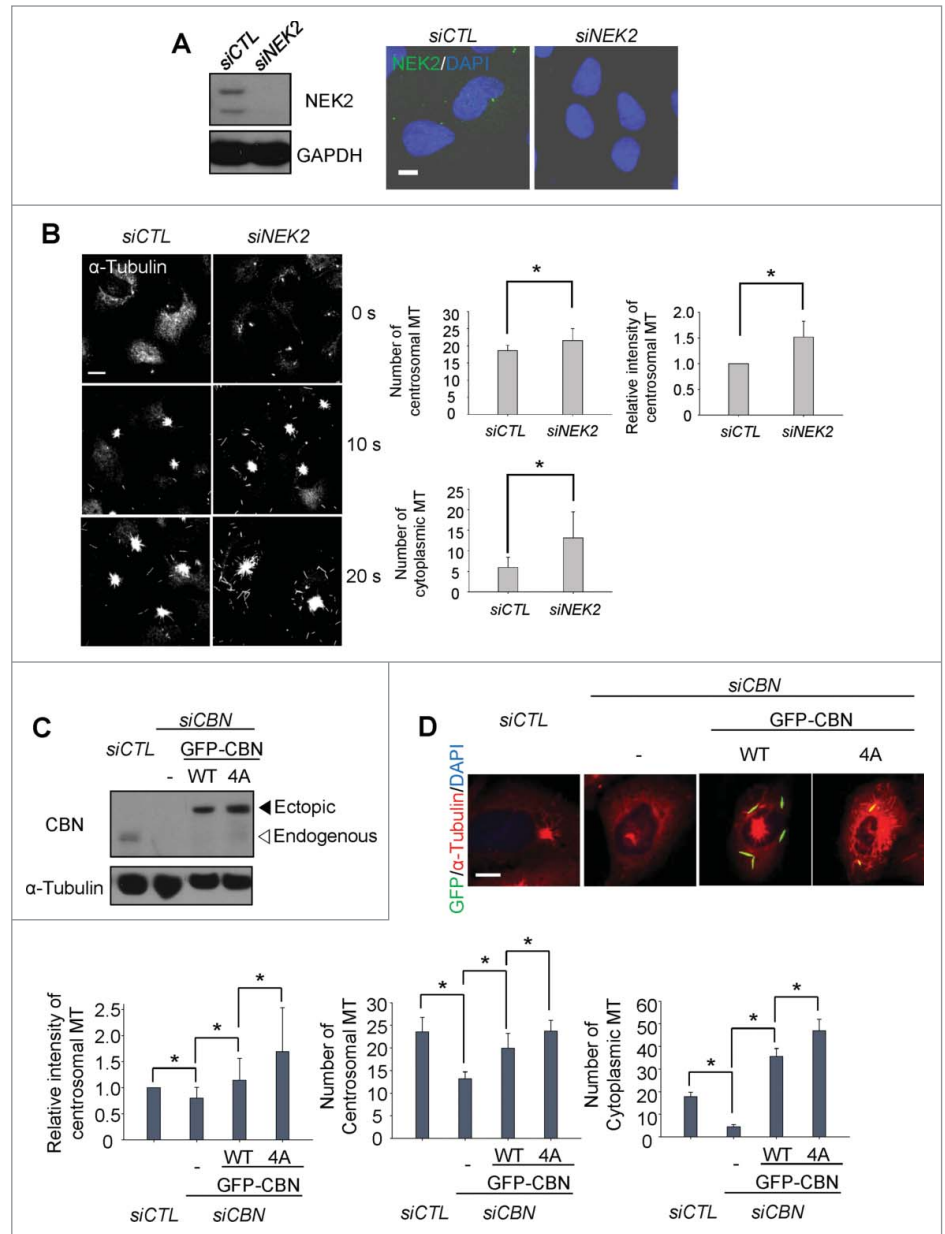 A
siCTL
siNEK2
NEK2
GAPDH
siCTL
siNEK2
NEK2/DAPI
B
siCTL
siNEK2
α-Tubulin
0 s
10 s
20 s
Number of
centrosomal MT
30
25
20
15
10
5
0
*
siCTL
siNEK2
Relative intensity of
centrosomal MT
2.0
1.5
1.0
0.5
0
*
siCTL
siNEK2
Number of
cytoplasmic MT
25
20
15
10
5
0
*
siCTL
siNEK2
C
siCBN
siCTL
GFP-CBN
- WT 4A
CBN
Ectopic
Endogenous
α-Tubulin
D
siCBN
siCTL
GFP-CBN
- WT 4A
GFP/α-Tubulin/DAPI
Relative intensity of
centrosomal MT
2.5
2.0
1.5
1.0
0.5
0
* * *
- WT 4A
GFP-CBN
siCTL siCBN
Number of
Centrosomal MT
30
25
20
15
10
5
0
* * *
- WT 4A
GFP-CBN
siCTL siCBN
Number of
Cytoplasmic MT
60
50
40
30
20
10
0
* * *
- WT 4A
GFP-CBN
siCTL siCBN